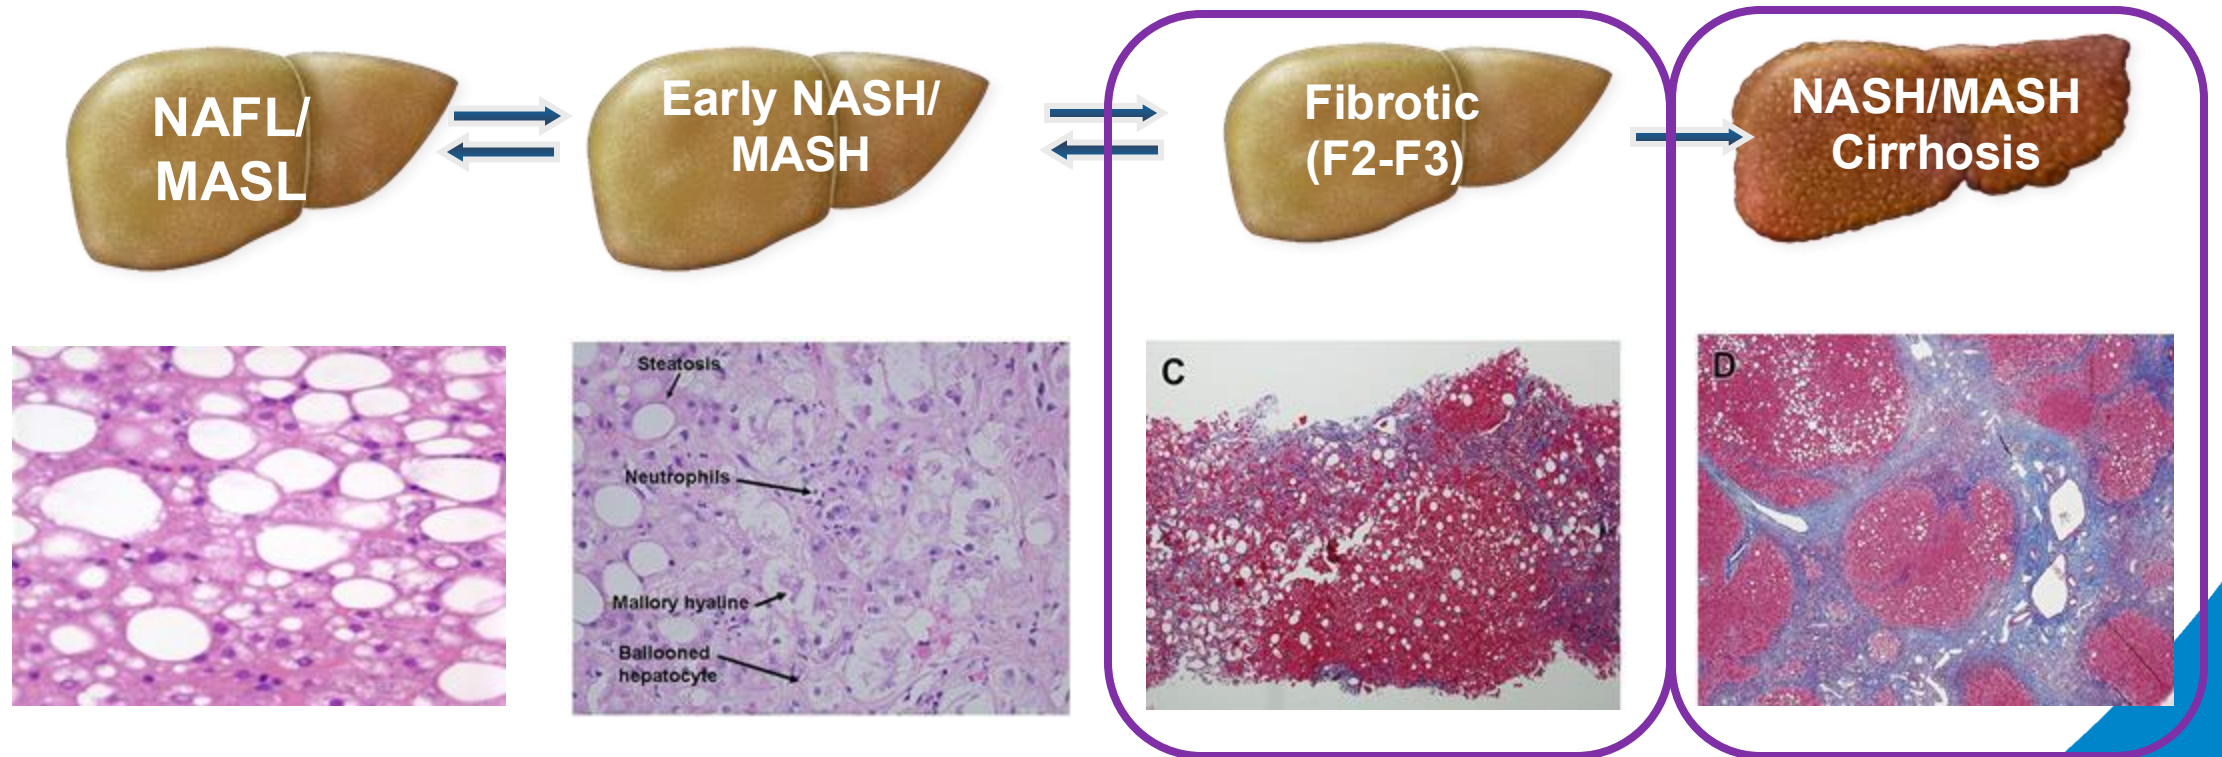 NAFL/
MASL
Early NASH/
MASH
Fibrotic
(F2-F3)
NASH/MASH
Cirrhosis
Steatosis
Neutrophils
Mallory hyaline
Ballooned
hepatocyte
C
D